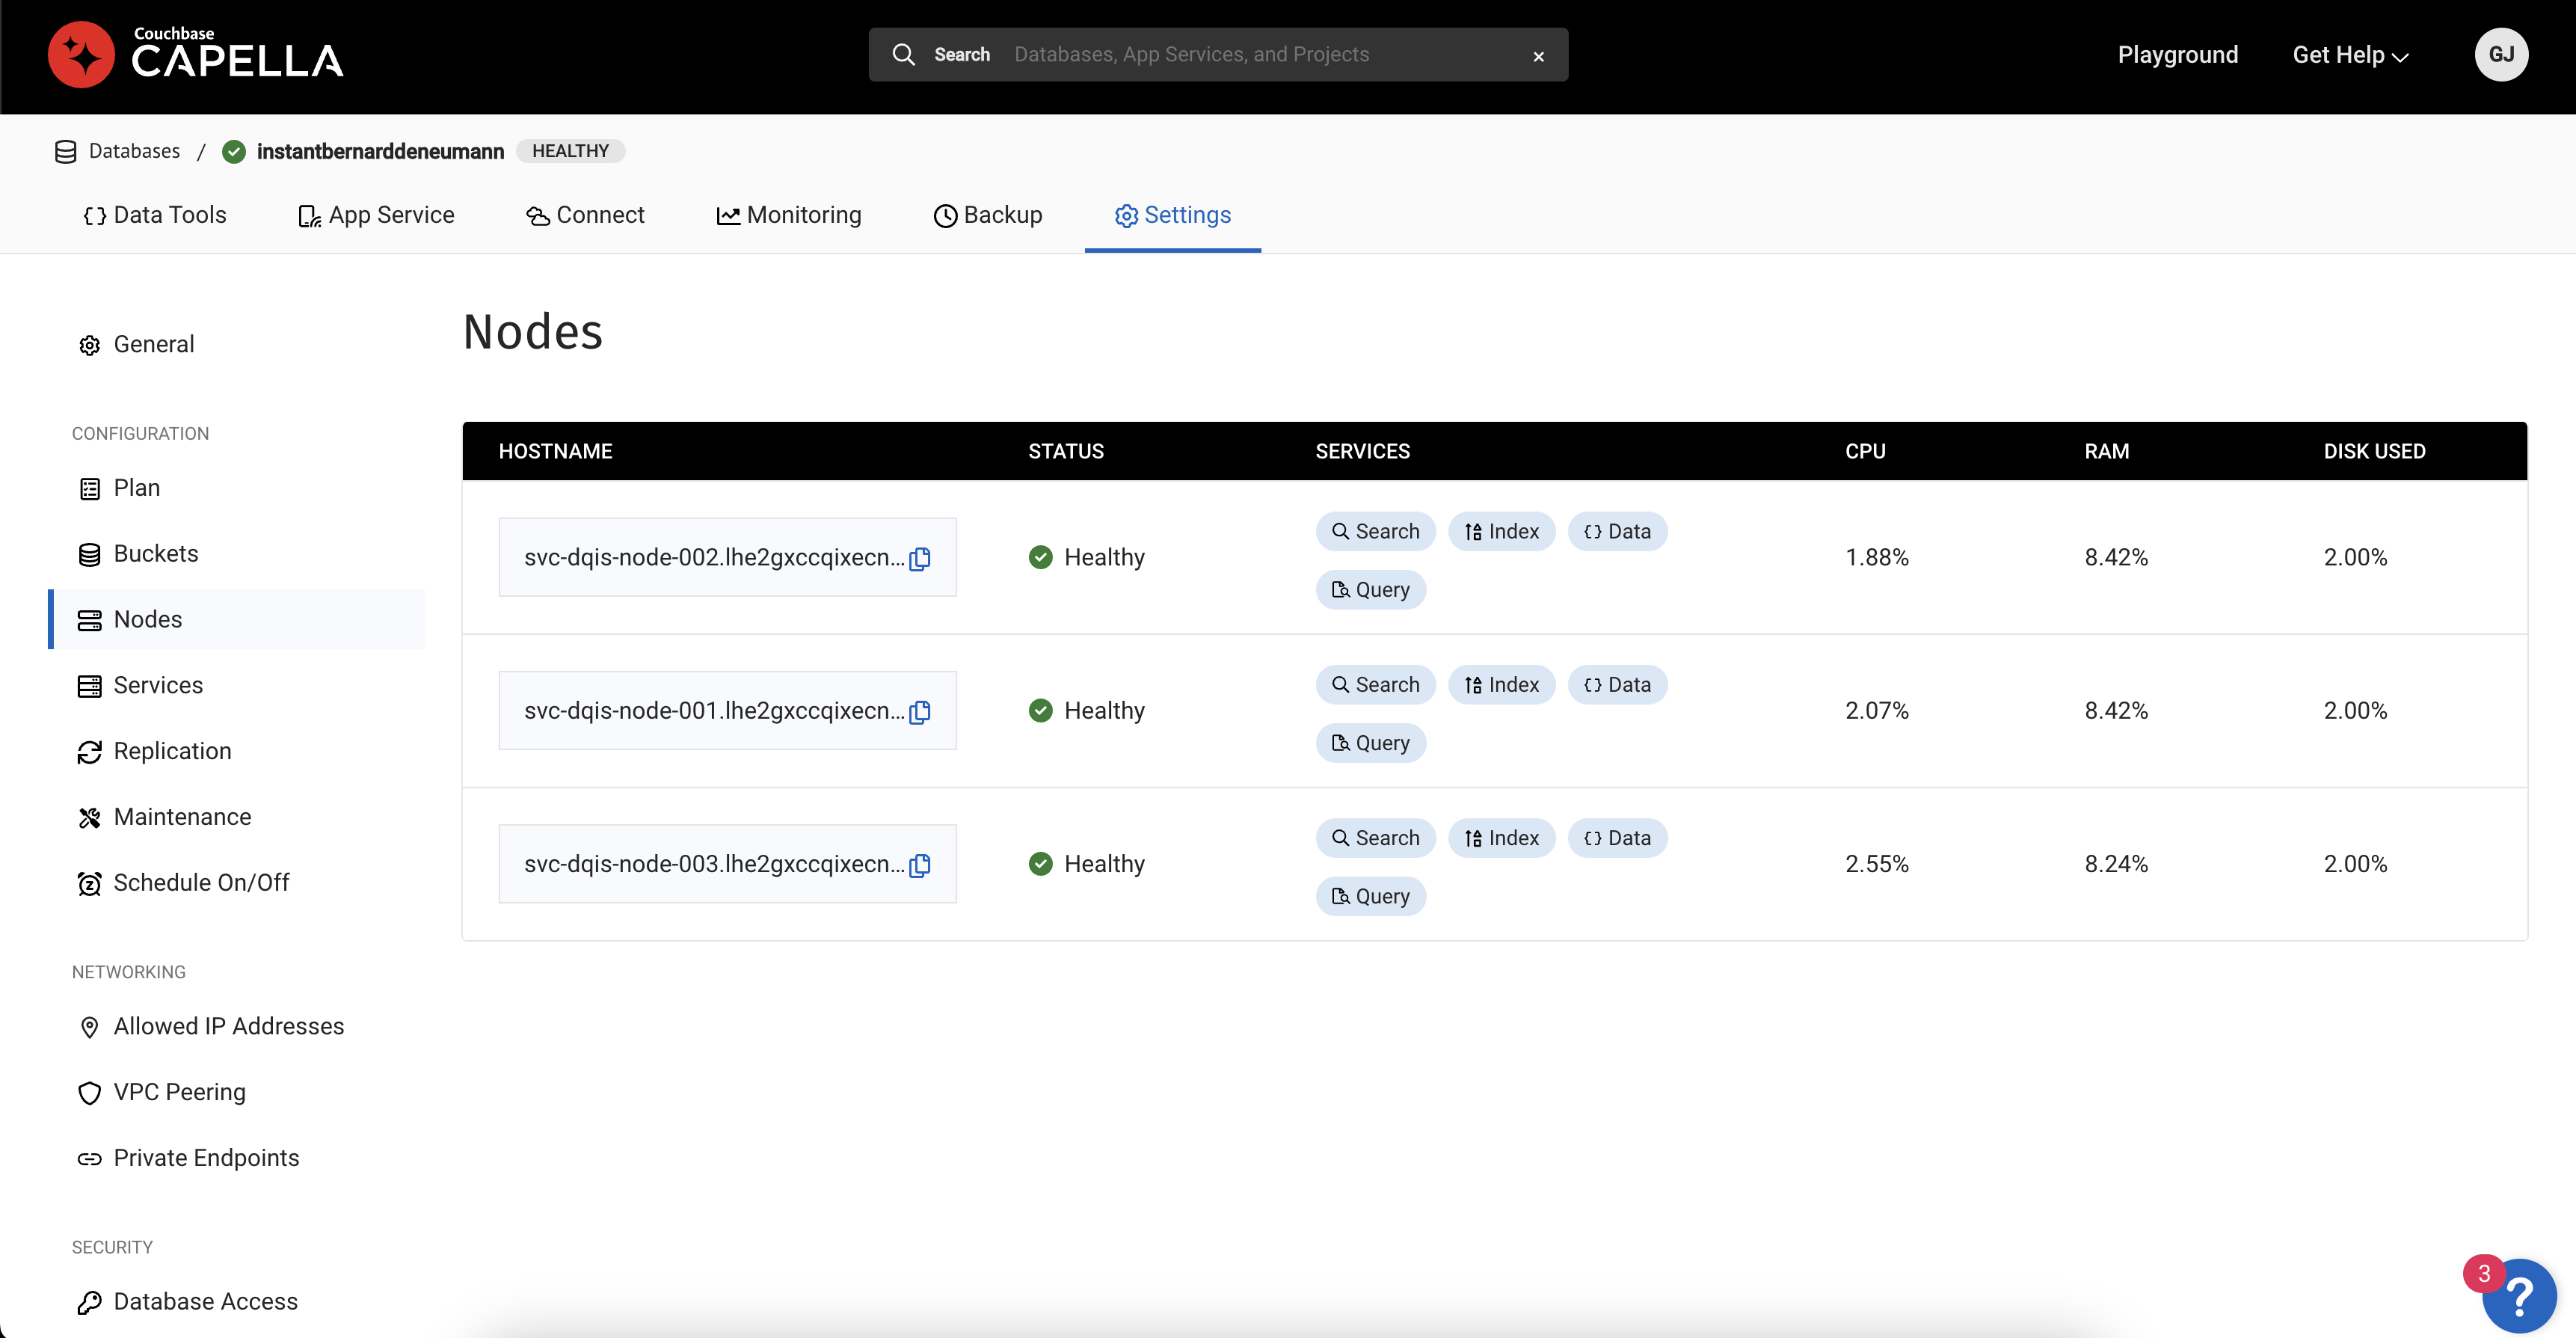 Couchbase
CAPELLA
Search Databases, App Services, and Projects
Playground
Get Help
GJ
Databases / instantbernarddeneumann HEALTHY
Data Tools
App Service
Connect
Monitoring
Backup
Settings
General
CONFIGURATION
Plan
Buckets
Nodes
Services
Replication
Maintenance
Schedule On/Off
NETWORKING
Allowed IP Addresses
VPC Peering
Private Endpoints
SECURITY
Database Access
Nodes
HOSTNAME STATUS SERVICES CPU RAM DISK USED
svc-dqis-node-002.lhe2gxccqixecn... Healthy Search Index Data 1.88% 8.42% 2.00%
Query
svc-dqis-node-001.lhe2gxccqixecn... Healthy Search Index Data 2.07% 8.42% 2.00%
Query
svc-dqis-node-003.lhe2gxccqixecn... Healthy Search Index Data 2.55% 8.24% 2.00%
Query
3
?